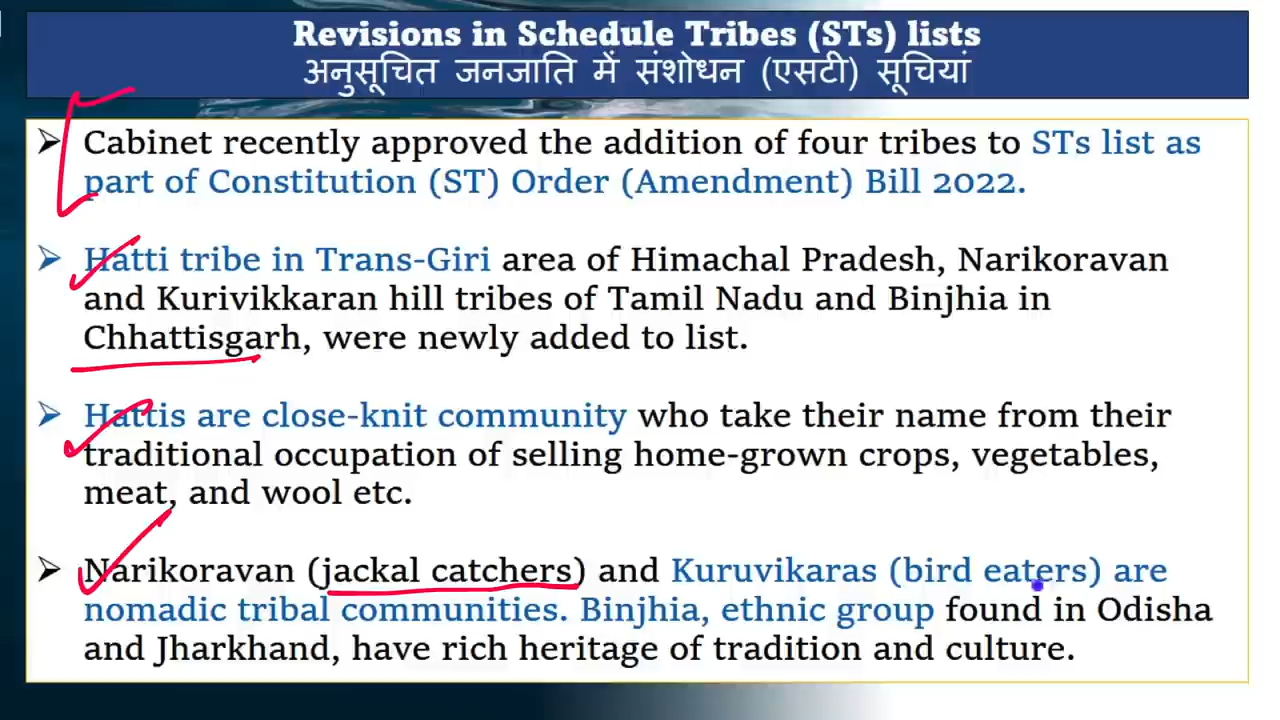 Revisions in Schedule Tribes (STs) lists
अनुसूचित जनजाति में संशोधन (एसटी) सूचियां
➢ Cabinet recently approved the addition of four tribes to STs list as
part of Constitution (ST) Order (Amendment) Bill 2022.
➢ Hatti tribe in Trans-Giri area of Himachal Pradesh, Narikoravan
and Kurivikkaran hill tribes of Tamil Nadu and Binjhia in
Chhattisgarh, were newly added to list.
➢ Hattis are close-knit community who take their name from their
traditional occupation of selling home-grown crops, vegetables,
meat, and wool etc.
➢ Narikoravan (jackal catchers) and Kuruvikaras (bird eaters) are
nomadic tribal communities. Binjhia, ethnic group found in Odisha
and Jharkhand, have rich heritage of tradition and culture.